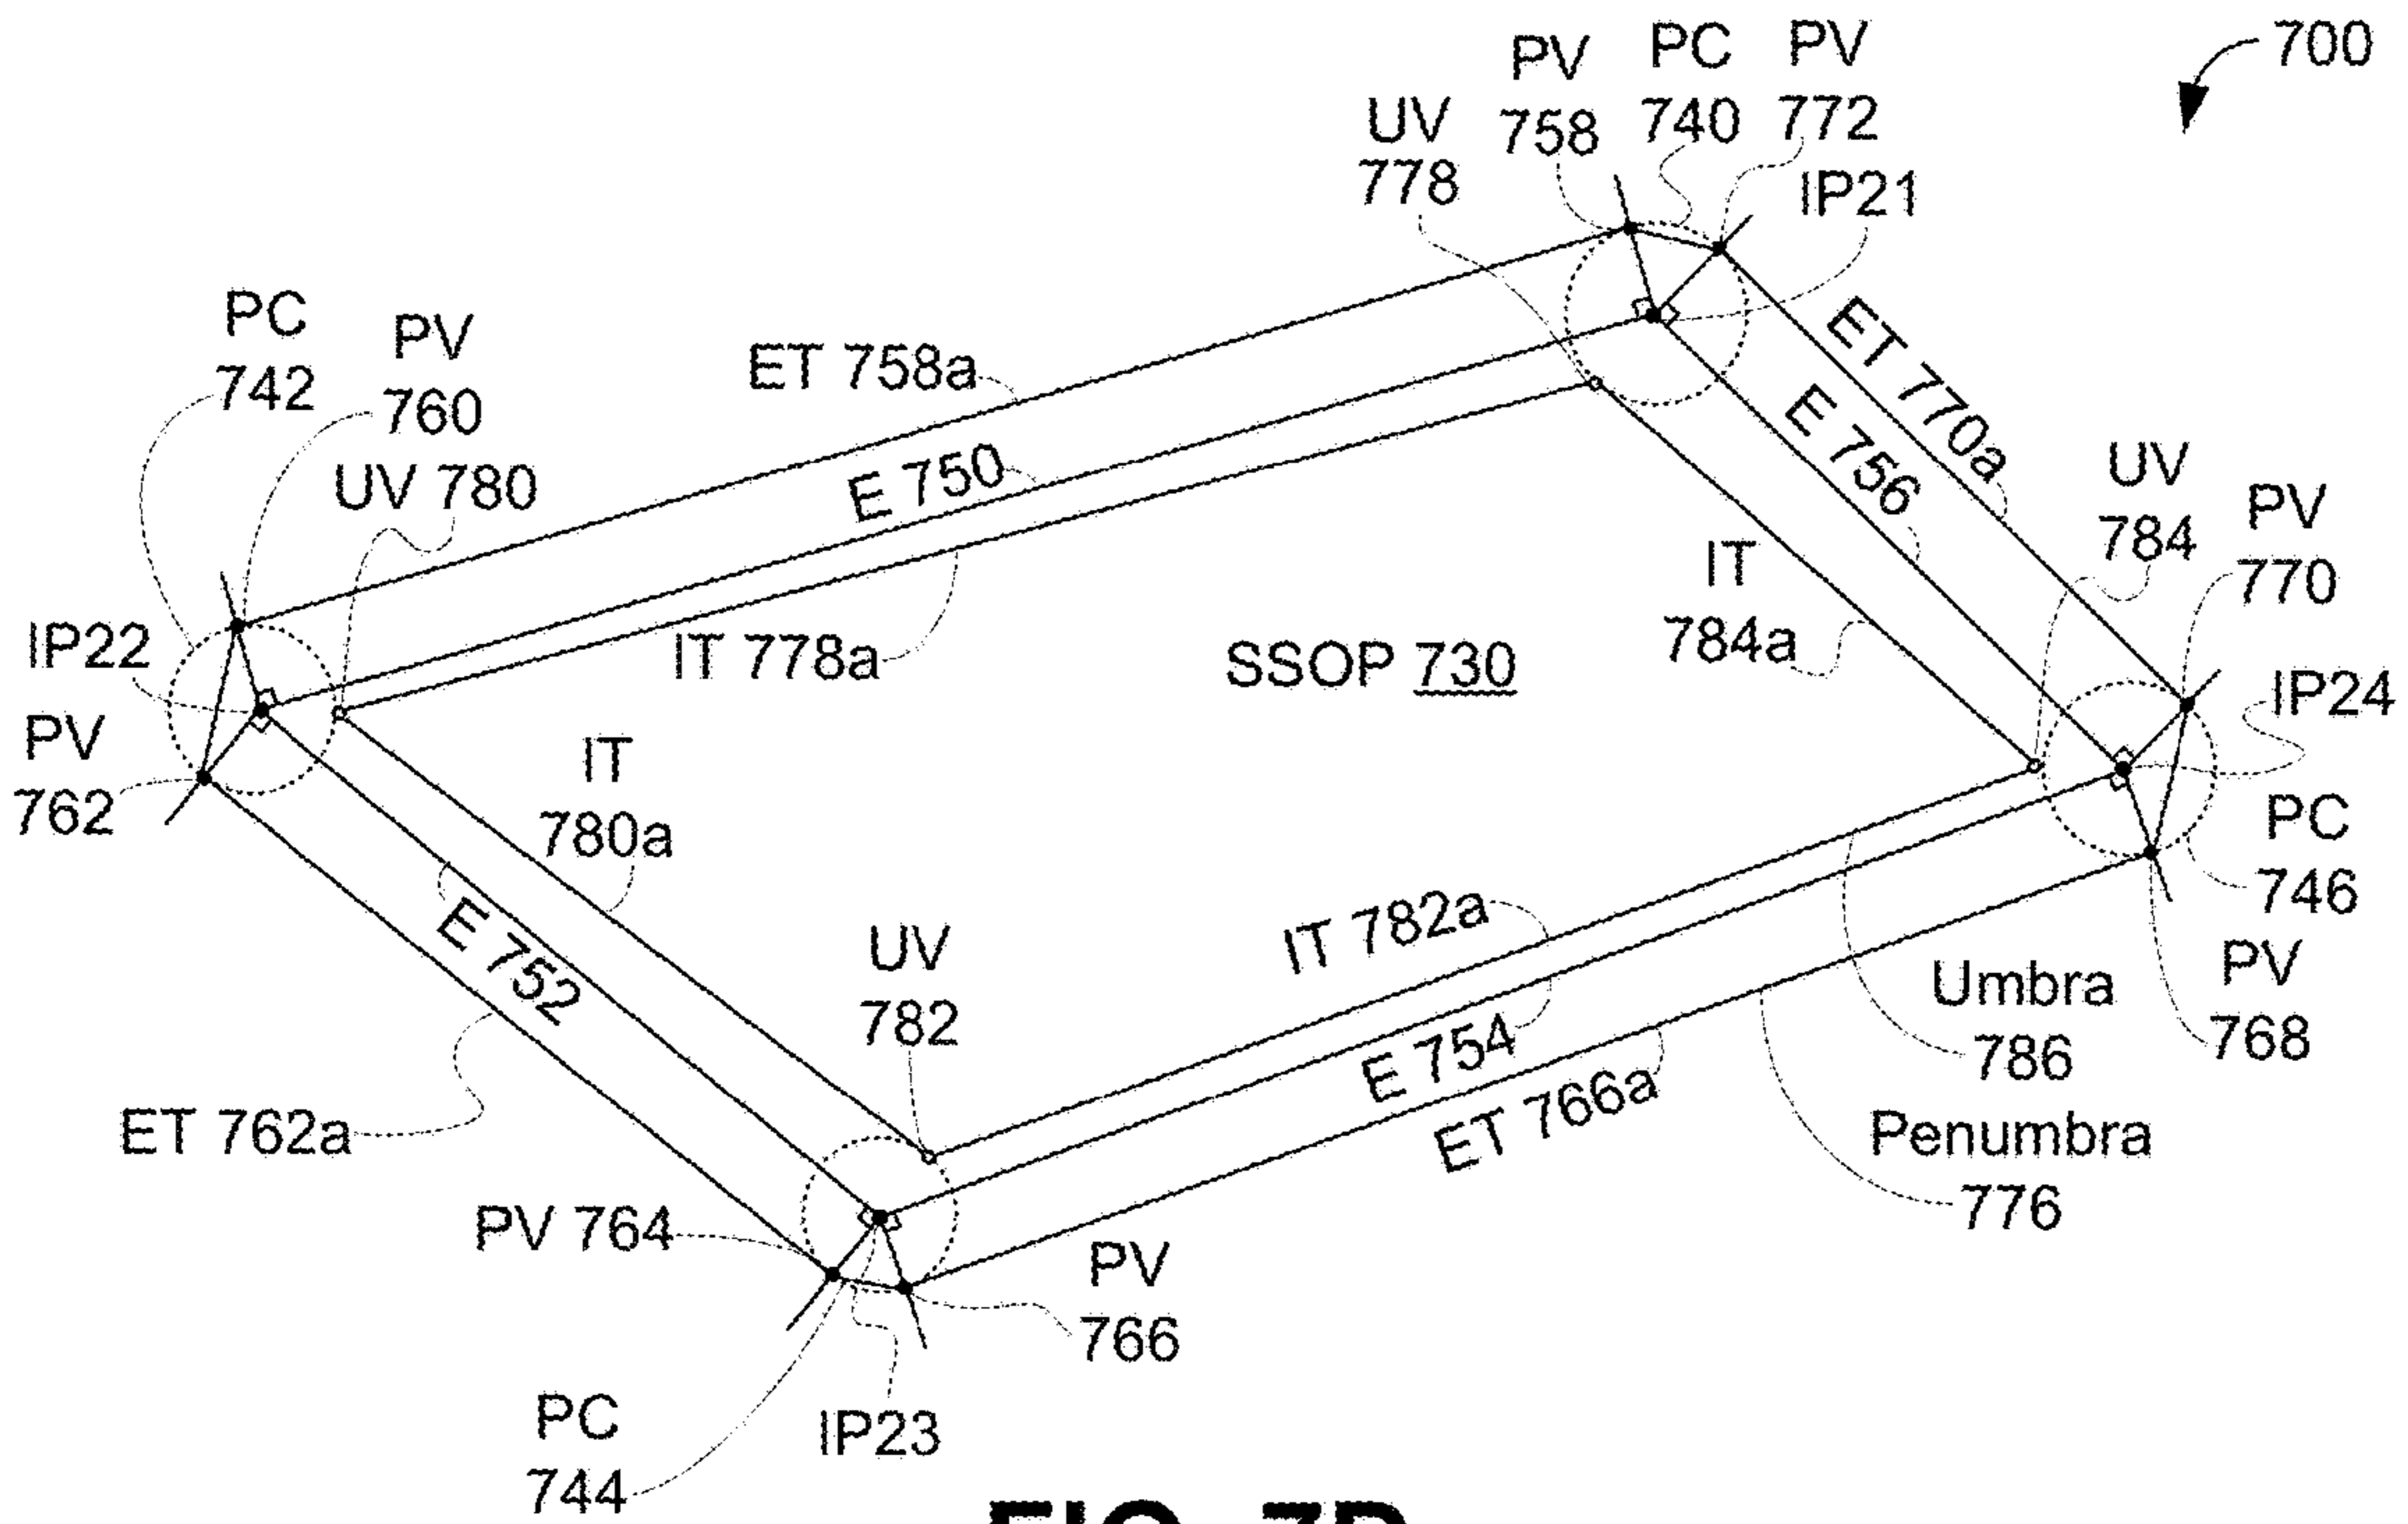 700
PV
758
PC
740
PV
772
UV
778
IP21
PC
742
PV
760
ET 758a
ET 770a
E 750
E 756
UV 780
UV
784
PV
770
IP22
IT 778a
IT
784a
SSOP 730
IP24
PV
762
IT
780a
PC
746
E 752
UV
782
IT 782a
Umbra
786
PV
768
E 754
ET 762a
ET 766a
Penumbra
776
PV 764
PV
766
PC
744
IP23